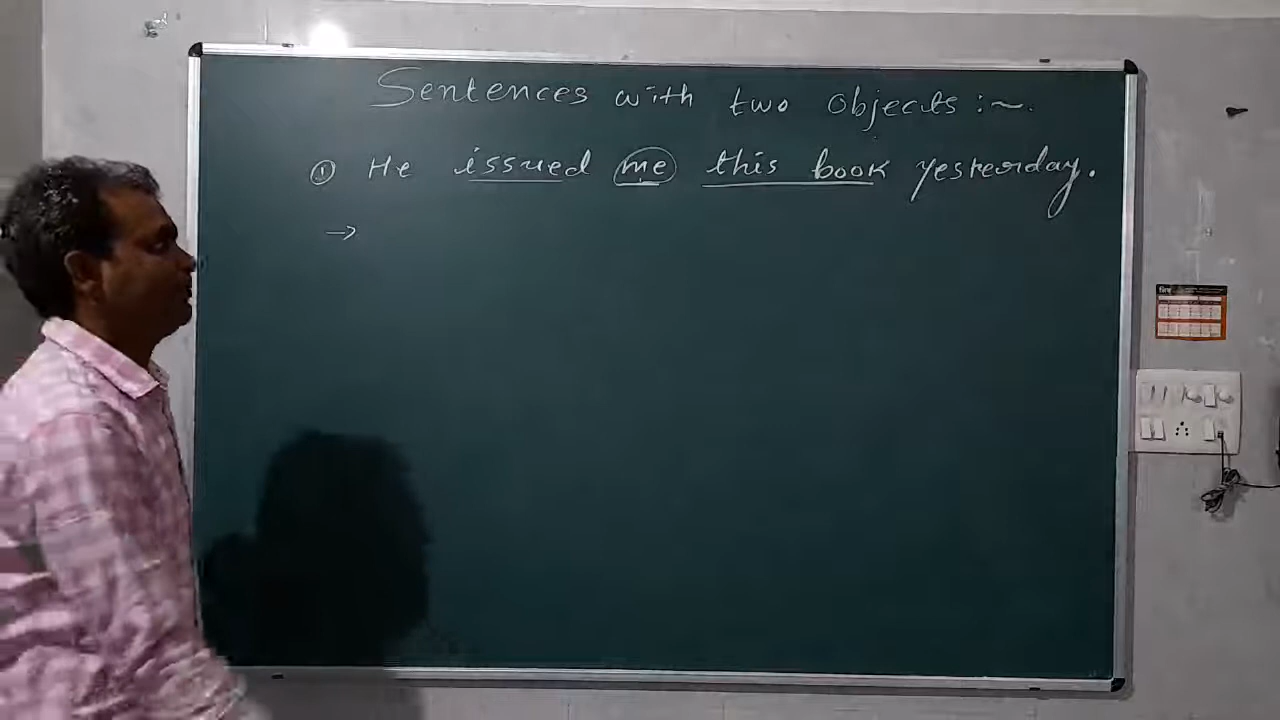 Sentences with two objects :~.
① He issued me this book yesterday.
→